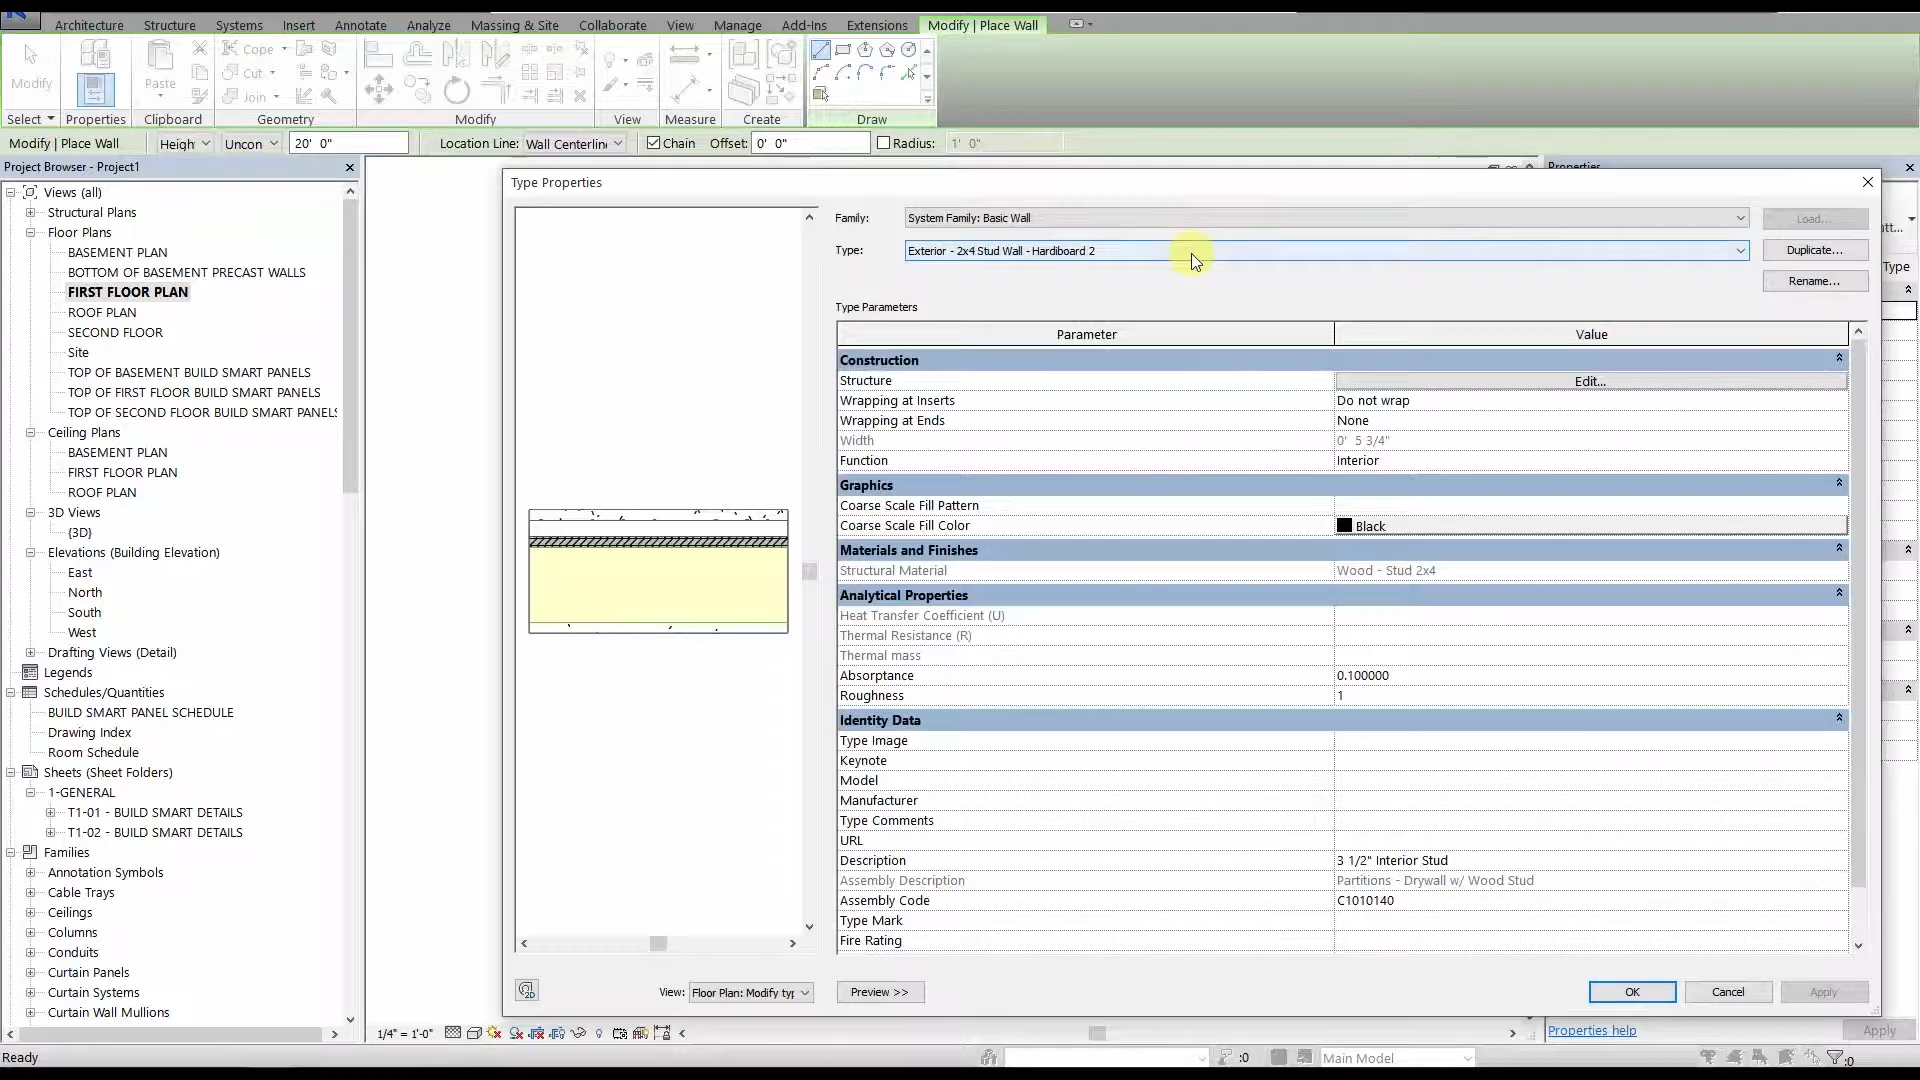 Architecture Structure Systems Insert Annotate Analyze Massing & Site Collaborate View Manage Add-Ins Extensions Modify | Place Wall
Modify
Paste
Cope
Cut
Join
Select Properties Clipboard Geometry Modify View Measure Create Draw
Modify | Place Wall Heigh Uncon 20' 0" Location Line: Wall Centerlin Chain Offset: 0' 0" Radius: 1' 0"
Project Browser - Project1
Views (all)
Structural Plans
Floor Plans
BASEMENT PLAN
BOTTOM OF BASEMENT PRECAST WALLS
FIRST FLOOR PLAN
ROOF PLAN
SECOND FLOOR
Site
TOP OF BASEMENT BUILD SMART PANELS
TOP OF FIRST FLOOR BUILD SMART PANELS
TOP OF SECOND FLOOR BUILD SMART PANELS
Ceiling Plans
BASEMENT PLAN
FIRST FLOOR PLAN
ROOF PLAN
3D Views
{3D}
Elevations (Building Elevation)
East
North
South
West
Drafting Views (Detail)
Legends
Schedules/Quantities
BUILD SMART PANEL SCHEDULE
Drawing Index
Room Schedule
Sheets (Sheet Folders)
1-GENERAL
T1-01 - BUILD SMART DETAILS
T1-02 - BUILD SMART DETAILS
Families
Annotation Symbols
Cable Trays
Ceilings
Columns
Conduits
Curtain Panels
Curtain Systems
Curtain Wall Mullions
Type Properties
Family: System Family: Basic Wall Load...
Type: Exterior - 2x4 Stud Wall - Hardiboard 2 Duplicate...
Rename...
Type Parameters
Parameter Value
Construction
Structure Edit...
Wrapping at Inserts Do not wrap
Wrapping at Ends None
Width 0' 5 3/4"
Function Interior
Graphics
Coarse Scale Fill Pattern
Coarse Scale Fill Color Black
Materials and Finishes
Structural Material Wood - Stud 2x4
Analytical Properties
Heat Transfer Coefficient (U)
Thermal Resistance (R)
Thermal mass
Absorptance 0.100000
Roughness 1
Identity Data
Type Image
Keynote
Model
Manufacturer
Type Comments
URL
Description 3 1/2" Interior Stud
Assembly Description Partitions - Drywall w/ Wood Stud
Assembly Code C1010140
Type Mark
Fire Rating
View: Floor Plan: Modify typ Preview >> OK Cancel Apply
Properties
Type
1/4" = 1'-0"
Properties help Apply
Ready :0 Main Model :0